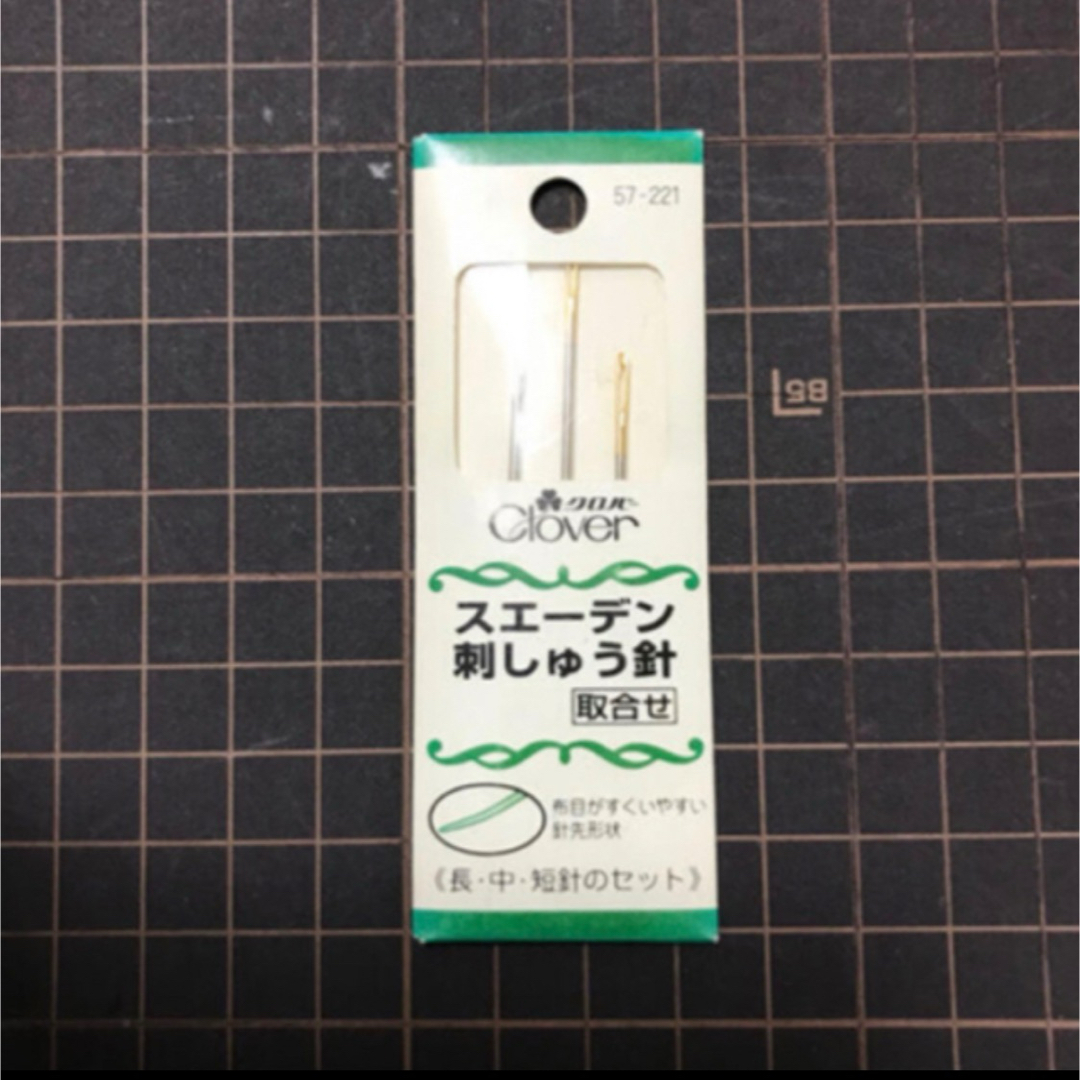 57-221
クロバー
Clover
スエーデン
刺しゅう針
取合せ
布目がすくいやすい
針先形状
《長・中・短針のセット》
B5